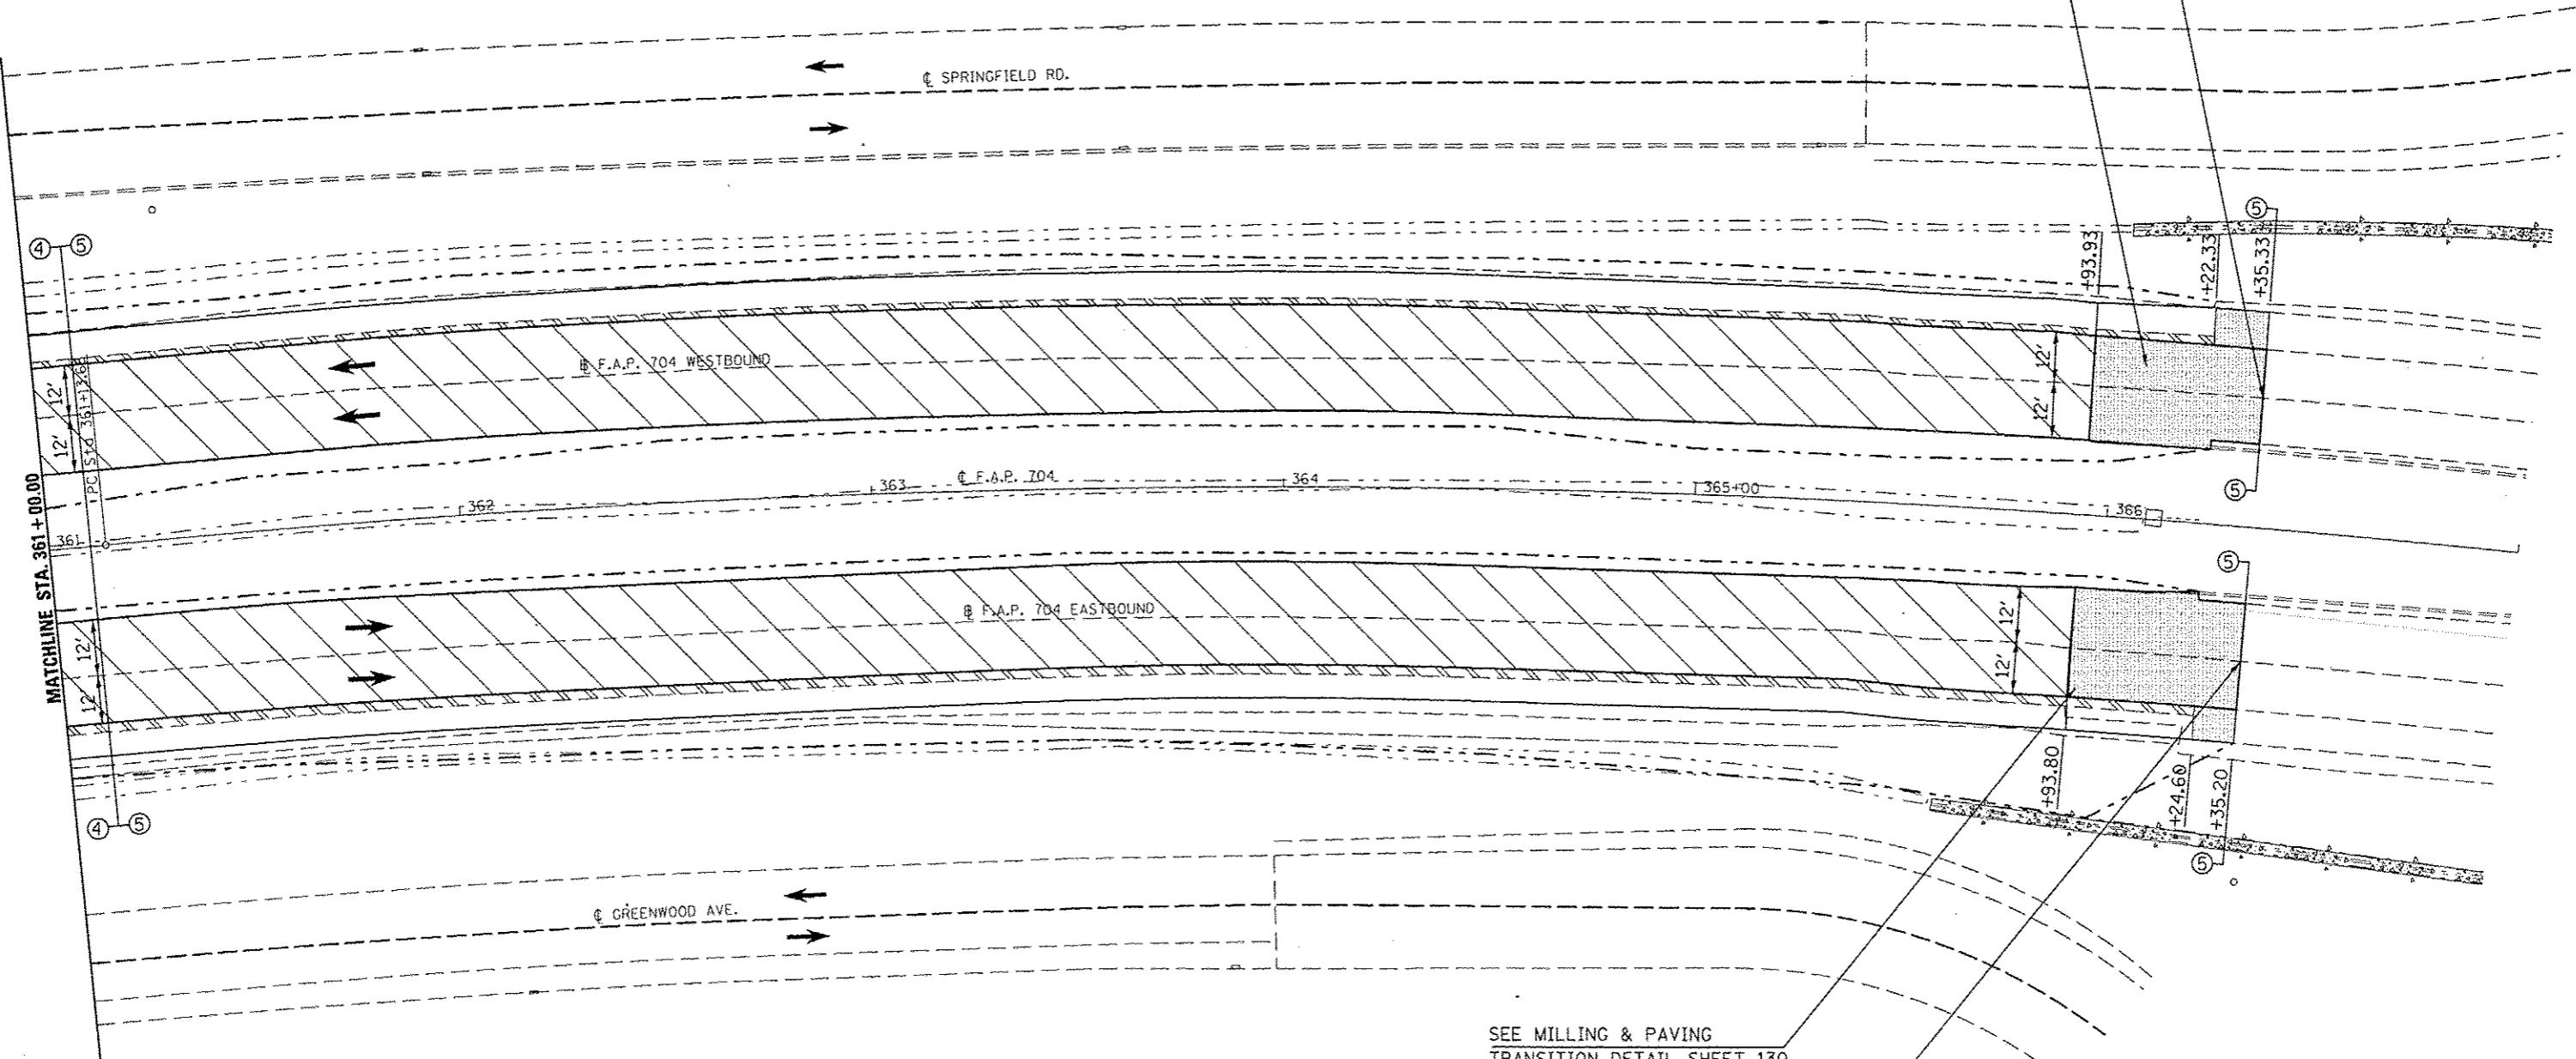 ℄ SPRINGFIELD RD.
5
4 5
+93.93
+22.33
+35.33
℄ F.A.P. 704 WESTBOUND
12'
12'
12'
12'
PC Sta 361+13.6
MATCHLINE STA. 361+00.00
361
362
363
℄ F.A.P. 704
364
365+00
366
5
5
℄ F.A.P. 704 EASTBOUND
12'
12'
12'
12'
+93.80
+24.60
+35.20
4 5
5
℄ GREENWOOD AVE.
SEE MILLING & PAVING
TRANSITION DETAIL SHEET 130